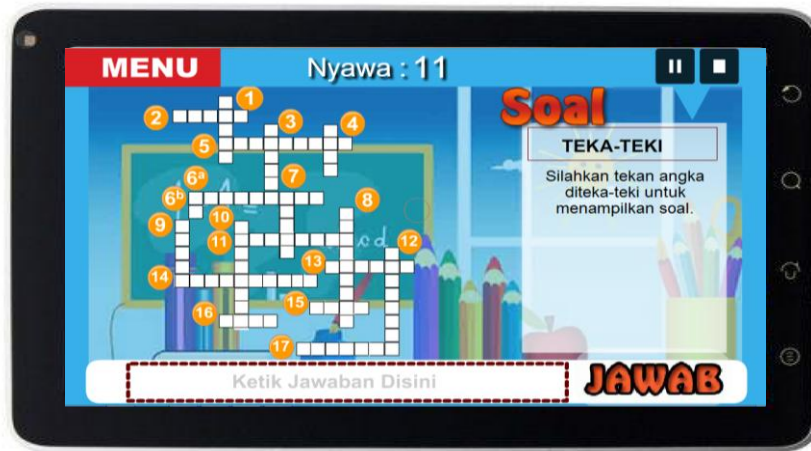 MENU
Nyawa : 11
Soal
TEKA-TEKI
Silahkan tekan angka
diteka-teki untuk
menampilkan soal.
1
2
3
4
5
6a
7
6b
8
9
10
11
12
13
14
15
16
17
cd
Ketik Jawaban Disini
JAWAB